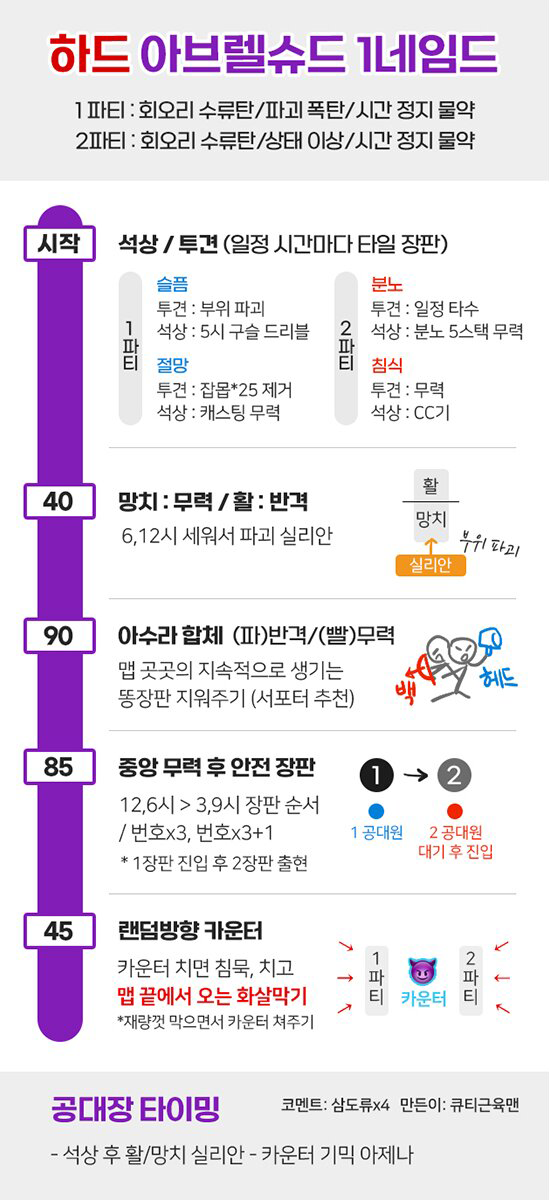 하드 아브렐슈드 1네임드
1파티 : 회오리 수류탄/파괴 폭탄/시간 정지 물약
2파티 : 회오리 수류탄/상태 이상/시간 정지 물약
시작
석상 / 투견 (일정 시간마다 타일 장판)
1파티
슬픔
투견 : 부위 파괴
석상 : 5시 구슬 드리블
절망
투견 : 잡몹*25 제거
석상 : 캐스팅 무력
2파티
분노
투견 : 일정 타수
석상 : 분노 5스택 무력
침식
투견 : 무력
석상 : CC기
40
망치 : 무력 / 활 : 반격
6,12시 세워서 파괴 실리안
활
망치
실리안
부위 파괴
90
아수라 합체 (파)반격/(빨)무력
맵 곳곳의 지속적으로 생기는
똥장판 지워주기 (서포터 추천)
백
헤드
85
중앙 무력 후 안전 장판
12,6시 > 3,9시 장판 순서
/ 번호x3, 번호x3+1
* 1장판 진입 후 2장판 출현
1 2
1 공대원
2 공대원
대기 후 진입
45
랜덤방향 카운터
카운터 치면 침묵, 치고
맵 끝에서 오는 화살막기
*재량껏 막으면서 카운터 쳐주기
1파티
카운터
2파티
공대장 타이밍
코멘트: 삼도류x4 만든이: 큐티근육맨
- 석상 후 활/망치 실리안 - 카운터 기믹 아제나